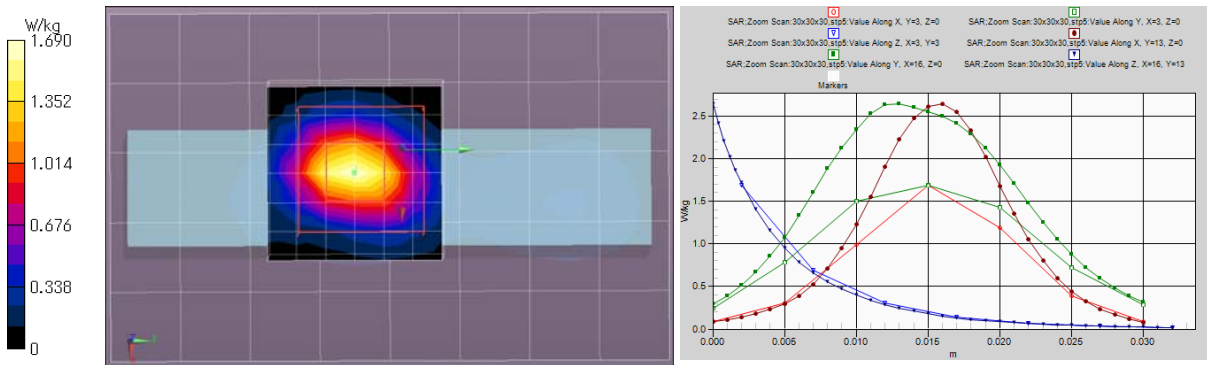 W/kg
1.690
1.352
1.014
0.676
0.338
0
SAR;Zoom Scan:30x30x30,stp5:Value Along X, Y=3, Z=0
SAR;Zoom Scan:30x30x30,stp5:Value Along Y, X=3, Z=0
SAR;Zoom Scan:30x30x30,stp5:Value Along Z, X=3, Y=3
SAR;Zoom Scan:30x30x30,stp5:Value Along X, Y=13, Z=0
SAR;Zoom Scan:30x30x30,stp5:Value Along Y, X=16, Z=0
SAR;Zoom Scan:30x30x30,stp5:Value Along Z, X=16, Y=13
Markers
W/kg
2.5
2.0
1.5
1.0
0.5
0.0
0.000 0.005 0.010 0.015 0.020 0.025 0.030
m